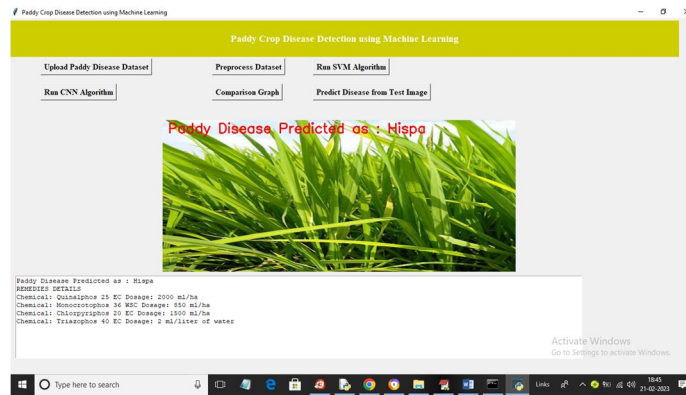 Paddy Crop Disease Detection using Machine Learning
Paddy Crop Disease Detection using Machine Learning
Upload Paddy Disease Dataset
Preprocess Dataset
Run SVM Algorithm
Run CNN Algorithm
Comparison Graph
Predict Disease from Test Image
Paddy Disease Predicted as : Hispa
Paddy Disease Predicted as : Hispa
REMEDIES DETAILS
Chemical: Quinalphos 25 EC Dosage: 2000 ml/ha
Chemical: Monocrotophos 36 WSC Dosage: 850 ml/ha
Chemical: Chlorpyriphos 20 EC Dosage: 1500 ml/ha
Chemical: Triazophos 40 EC Dosage: 2 ml/liter of water
Activate Windows
Go to Settings to activate Windows.
Type here to search
Links
18:45
21-02-2023